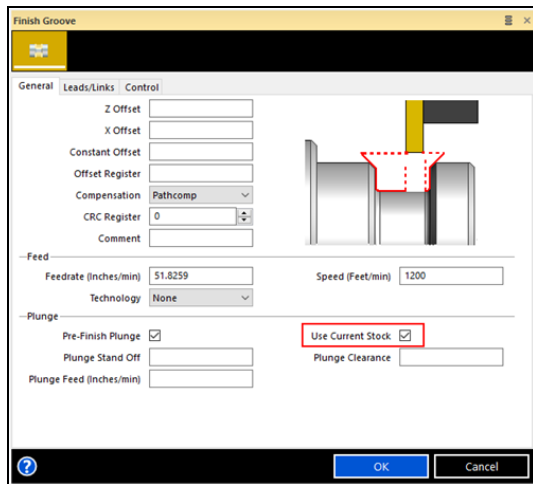 Finish Groove
General Leads/Links Control
Z Offset
X Offset
Constant Offset
Offset Register
Compensation Pathcomp
CRC Register 0
Comment
Feed
Feedrate (Inches/min) 51.8259 Speed (Feet/min) 1200
Technology None
Plunge
Pre-Finish Plunge Use Current Stock
Plunge Stand Off Plunge Clearance
Plunge Feed (Inches/min)
? OK Cancel